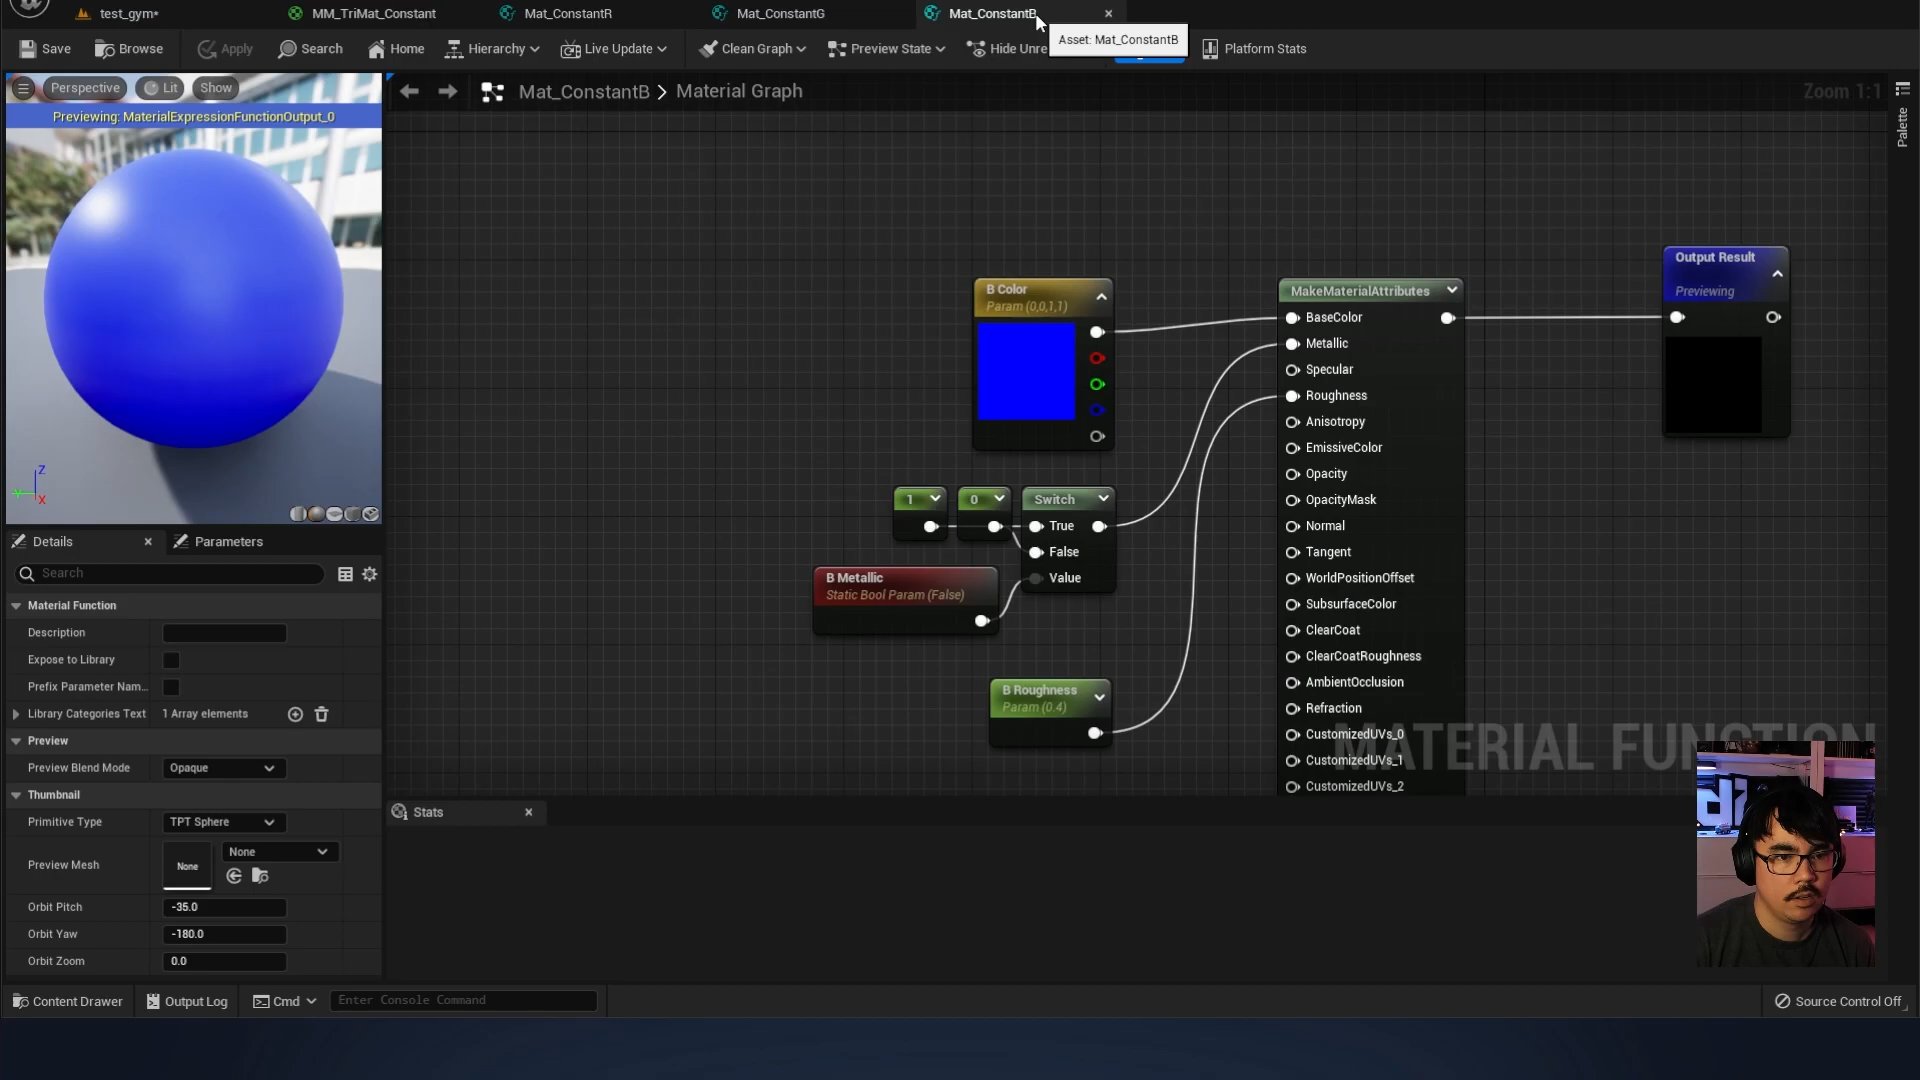 test_gym*
MM_TriMat_Constant
Mat_ConstantR
Mat_ConstantG
Mat_ConstantB
Asset: Mat_ConstantB
Save
Browse
Apply
Search
Home
Hierarchy
Live Update
Clean Graph
Preview State
Hide Unre
Platform Stats
Perspective
Lit
Show
Previewing: MaterialExpressionFunctionOutput_0
Mat_ConstantB > Material Graph
Zoom 1:1
Palette
B Color
Param (0,0,1,1)
MakeMaterialAttributes
BaseColor
Metallic
Specular
Roughness
Anisotropy
EmissiveColor
Opacity
OpacityMask
Normal
Tangent
WorldPositionOffset
SubsurfaceColor
ClearCoat
ClearCoatRoughness
AmbientOcclusion
Refraction
CustomizedUVs_0
CustomizedUVs_1
CustomizedUVs_2
Output Result
Previewing
1
0
Switch
True
False
Value
B Metallic
Static Bool Param (False)
B Roughness
Param (0.4)
MATERIAL FUNCTION
Z
X
Details
Parameters
Search
Material Function
Description
Expose to Library
Prefix Parameter Nam...
Library Categories Text
1 Array elements
Preview
Preview Blend Mode
Opaque
Thumbnail
Primitive Type
TPT Sphere
Preview Mesh
None
None
Orbit Pitch
-35.0
Orbit Yaw
-180.0
Orbit Zoom
0.0
Stats
Content Drawer
Output Log
Cmd
Enter Console Command
Source Control Off